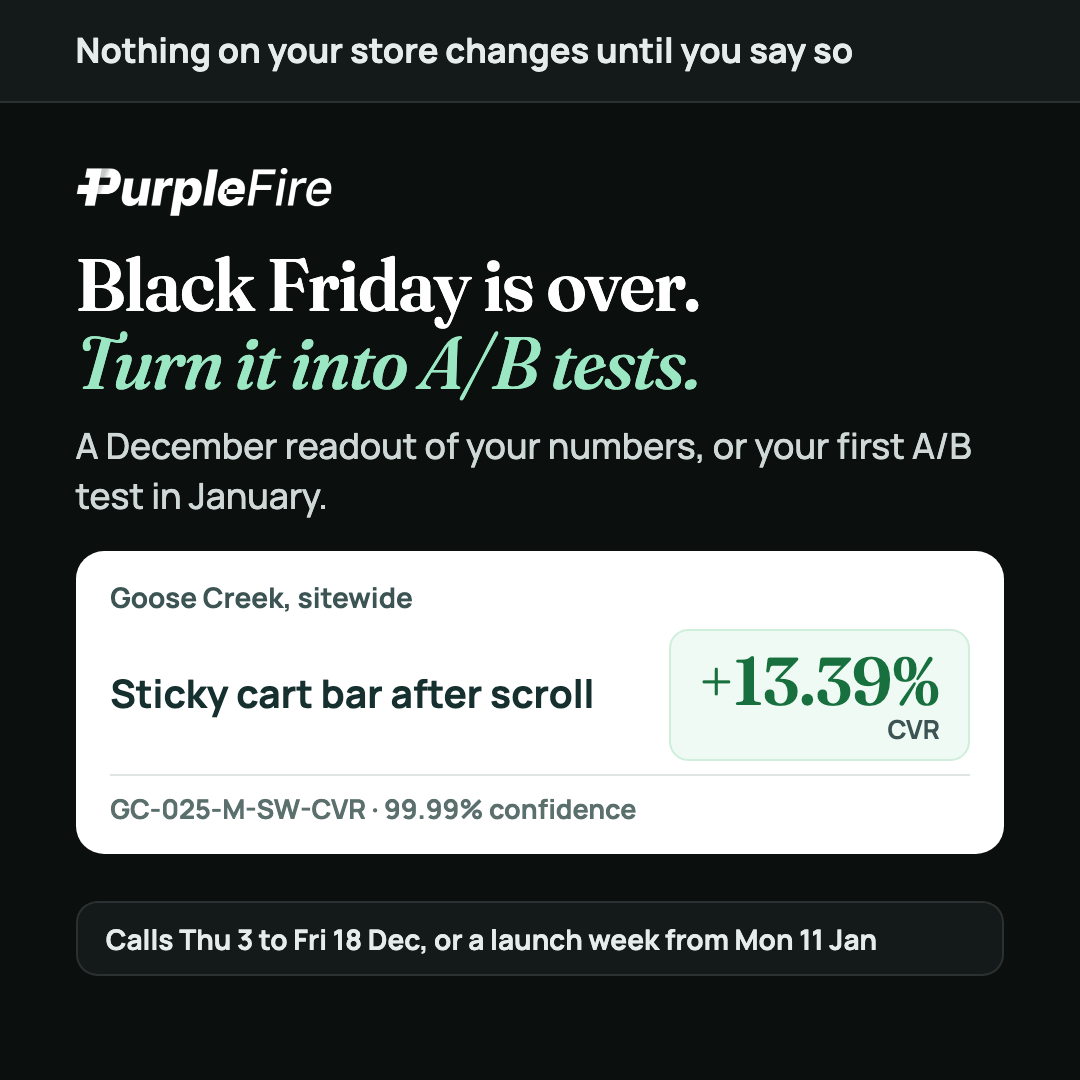 Nothing on your store changes until you say so
PurpleFire
Black Friday is over.
Turn it into A/B tests.
A December readout of your numbers, or your first A/B
test in January.
Goose Creek, sitewide
Sticky cart bar after scroll
+13.39%
CVR
GC-025-M-SW-CVR · 99.99% confidence
Calls Thu 3 to Fri 18 Dec, or a launch week from Mon 11 Jan